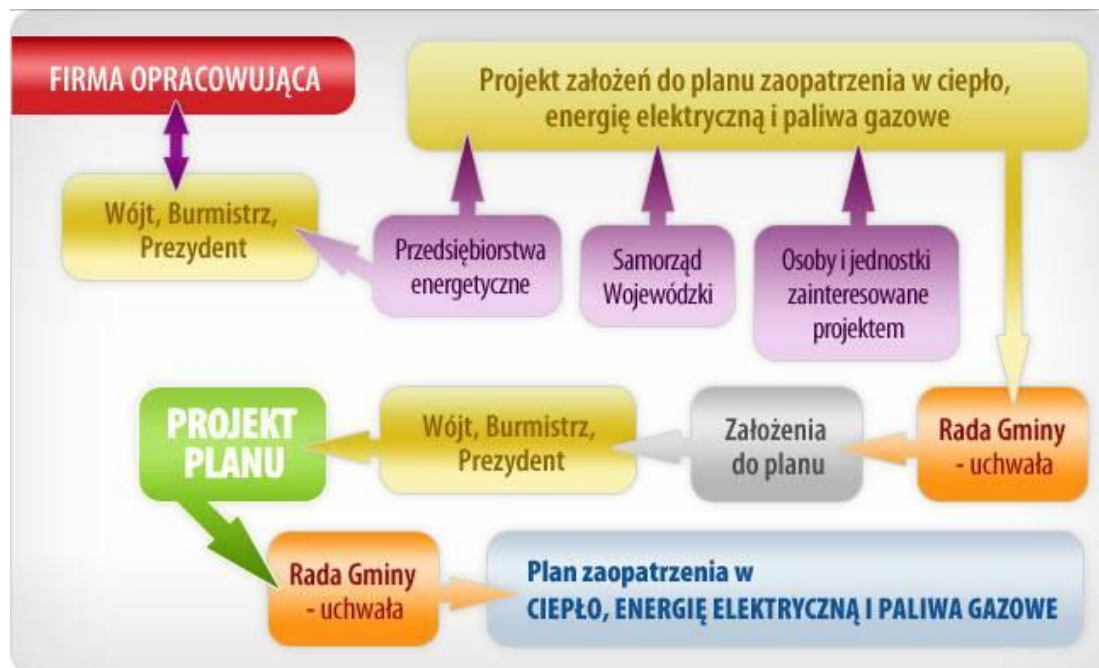 FIRMA OPRACOWUJĄCA
Projekt założeń do planu zaopatrzenia w ciepło,
energię elektryczną i paliwa gazowe
Wójt, Burmistrz,
Prezydent
Przedsiębiorstwa
energetyczne
Samorząd
Wojewódzki
Osoby i jednostki
zainteresowane
projektem
PROJEKT
PLANU
Wójt, Burmistrz,
Prezydent
Założenia
do planu
Rada Gminy
- uchwała
Rada Gminy
- uchwała
Plan zaopatrzenia w
CIEPŁO, ENERGIĘ ELEKTRYCZNĄ I PALIWA GAZOWE